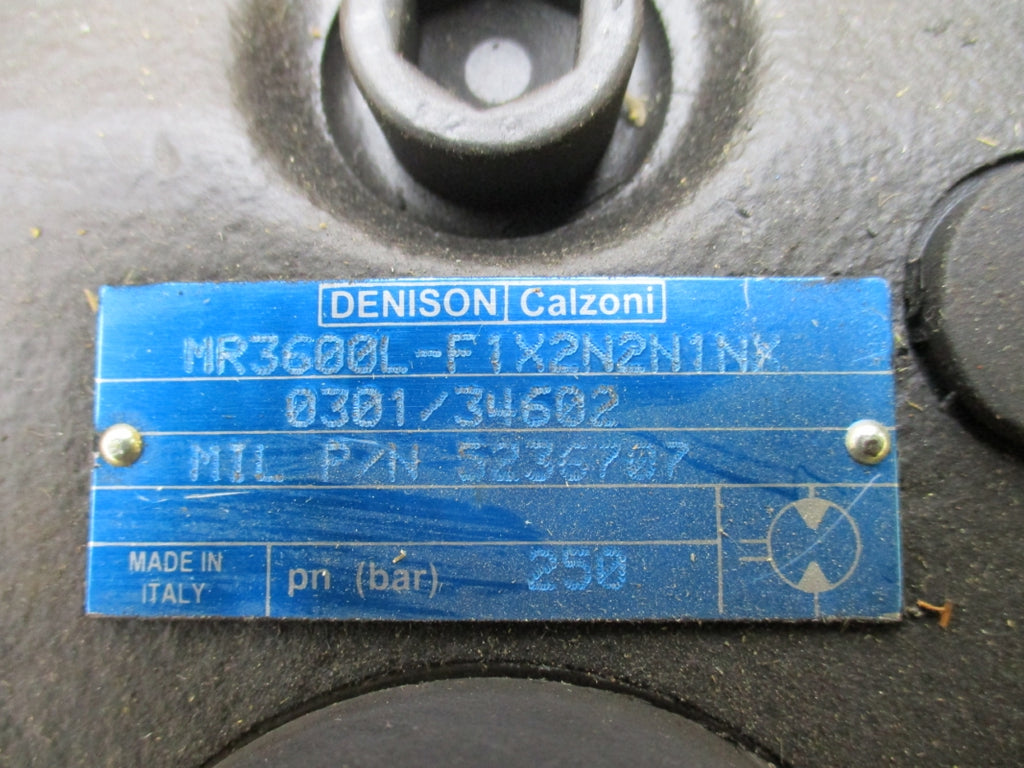 DENISON Calzoni
MR3600L-F1X2N2N1NX
0301/34602
MIL P/N 5236707
MADE IN
ITALY
pn (bar) 250